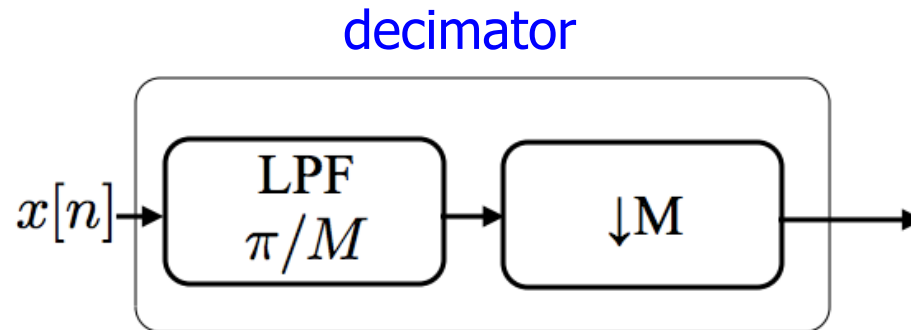 decimator
x[n]
LPF
π/M
↓M